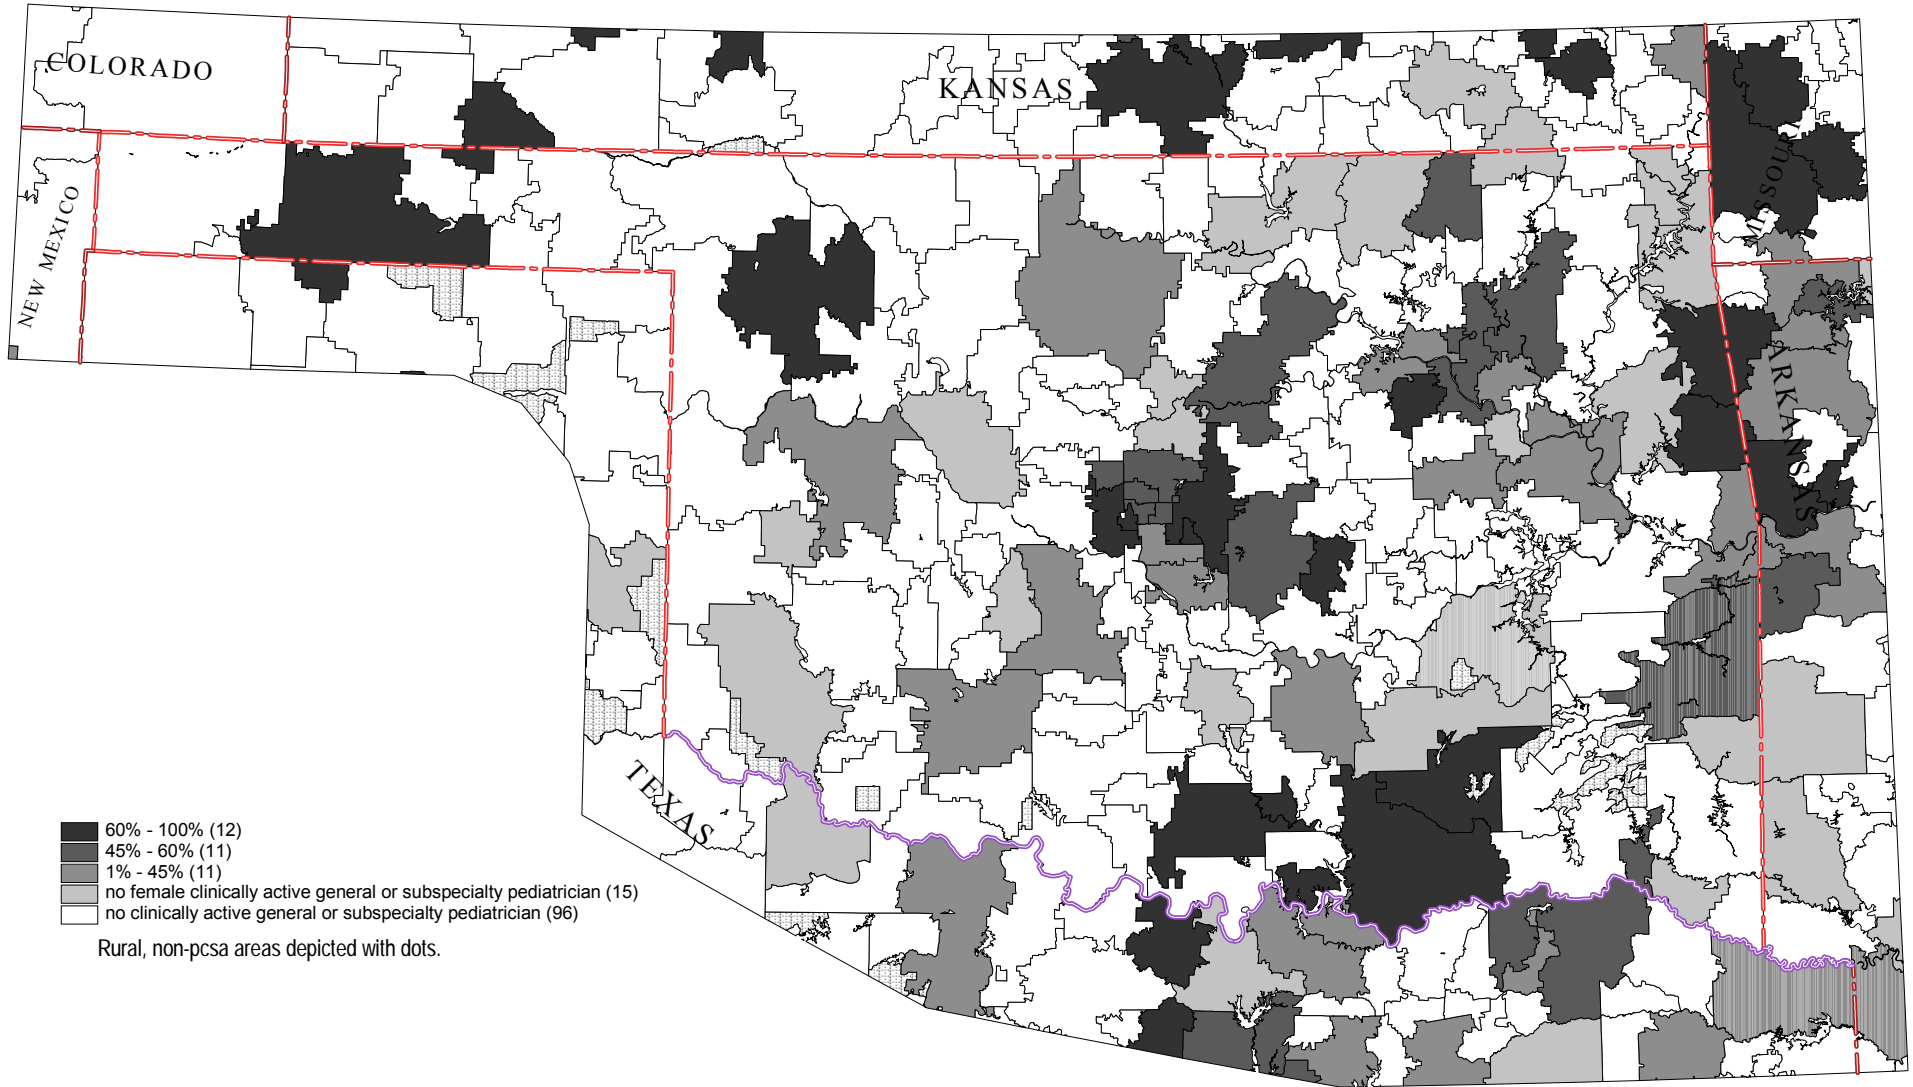 COLORADO
KANSAS
MISSOURI
NEW MEXICO
ARKANSAS
TEXAS
60% - 100% (12)
45% - 60% (11)
1% - 45% (11)
no female clinically active general or subspecialty pediatrician (15)
no clinically active general or subspecialty pediatrician (96)
Rural, non-pcsa areas depicted with dots.